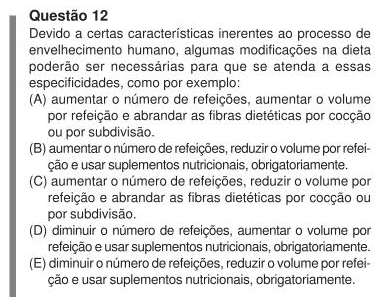 Questão 12
Devido a certas características inerentes ao processo de
envelhecimento humano, algumas modificações na dieta
poderão ser necessárias para que se atenda a essas
especificidades, como por exemplo:
(A) aumentar o número de refeições, aumentar o volume
por refeição e abrandar as fibras dietéticas por cocção
ou por subdivisão.
(B) aumentar o número de refeições, reduzir o volume por refei-
ção e usar suplementos nutricionais, obrigatoriamente.
(C) aumentar o número de refeições, reduzir o volume por
refeição e abrandar as fibras dietéticas por cocção ou
por subdivisão.
(D) diminuir o número de refeições, aumentar o volume por
refeição e usar suplementos nutricionais, obrigatoriamente.
(E) diminuir o número de refeições, reduzir o volume por refei-
ção e usar suplementos nutricionais, obrigatoriamente.